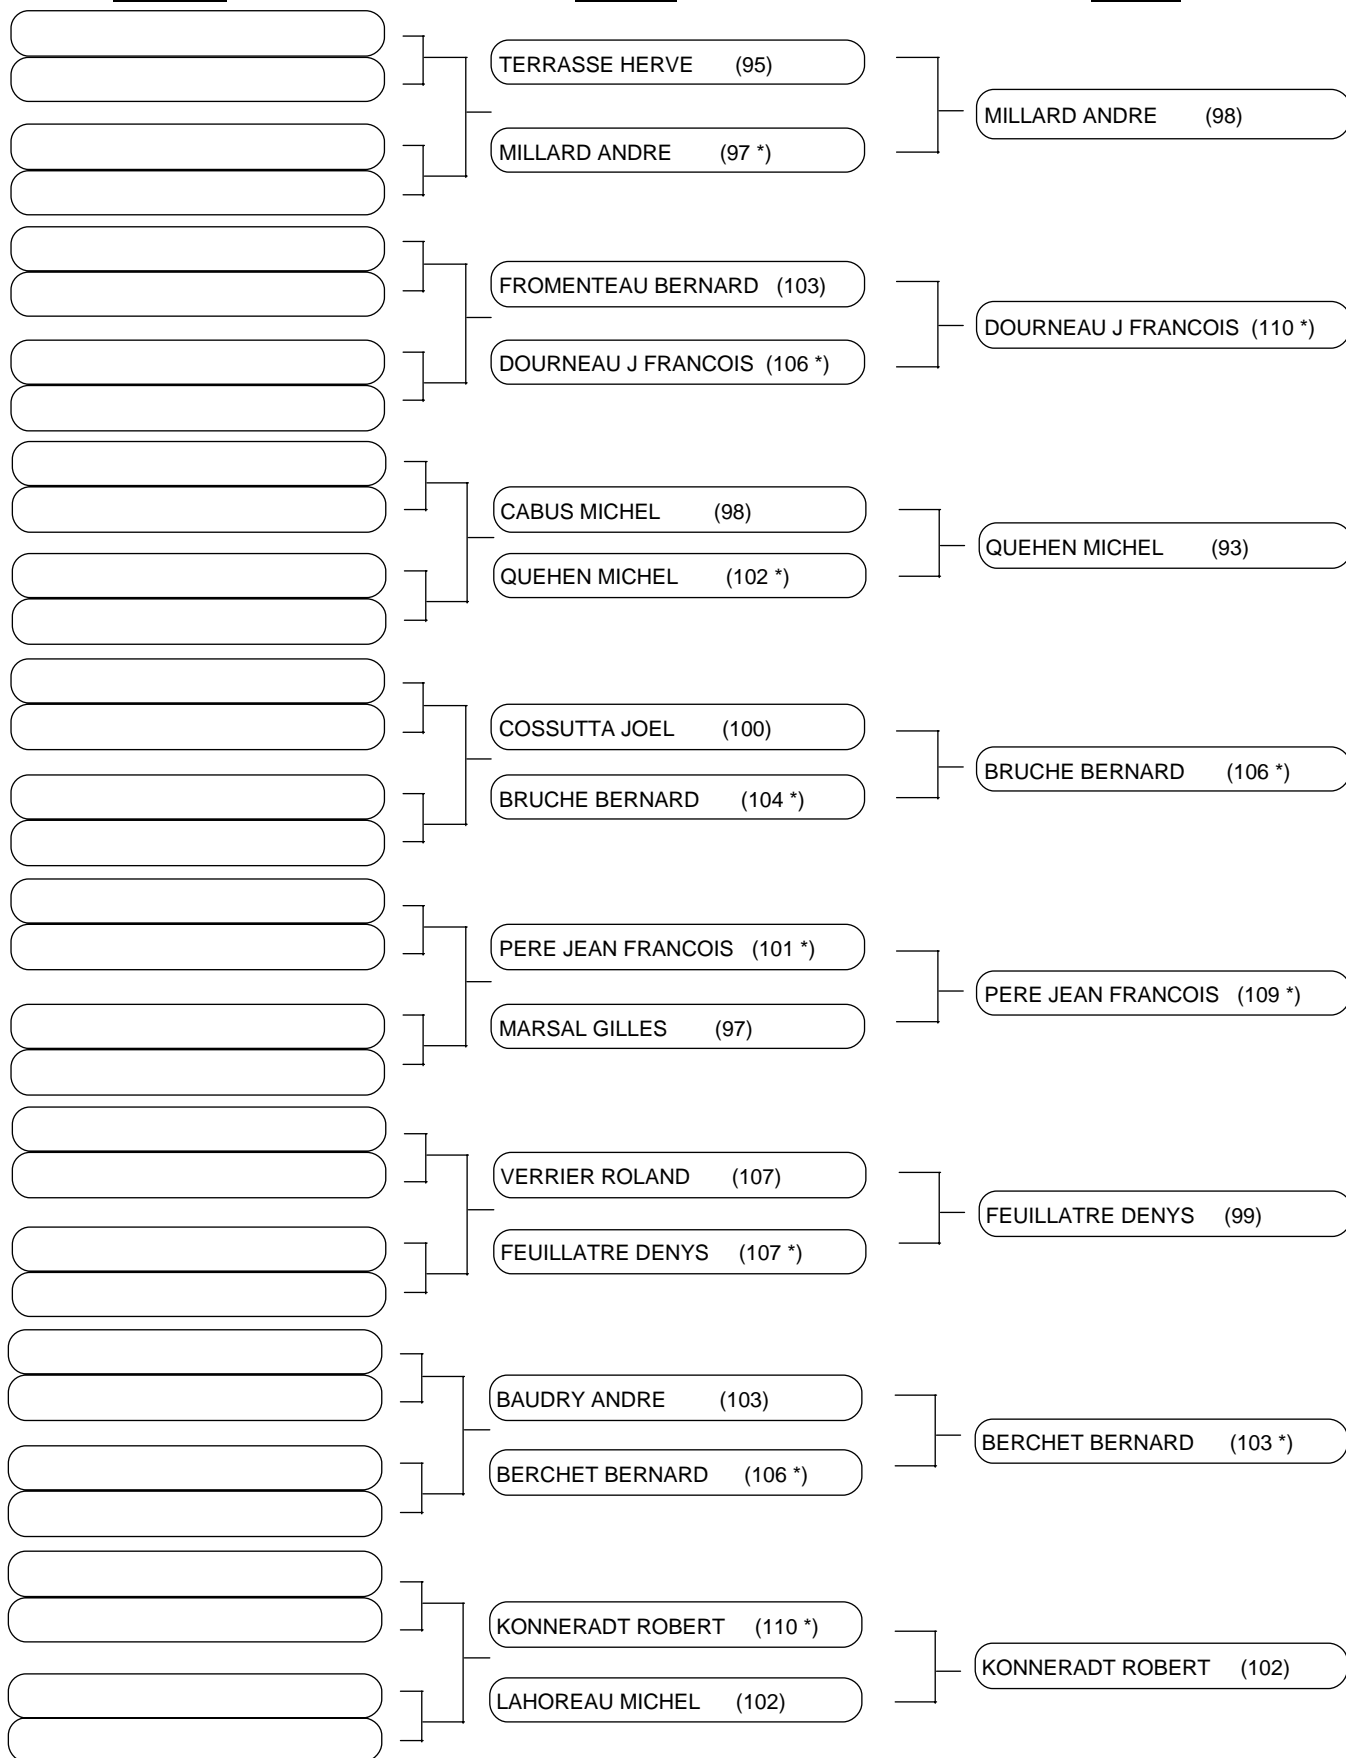 TERRASSE HERVE (95)
MILLARD ANDRE (97 *)
MILLARD ANDRE (98)
FROMENTEAU BERNARD (103)
DOURNEAU J FRANCOIS (106 *)
DOURNEAU J FRANCOIS (110 *)
CABUS MICHEL (98)
QUEHEN MICHEL (102 *)
QUEHEN MICHEL (93)
COSSUTTA JOEL (100)
BRUCHE BERNARD (104 *)
BRUCHE BERNARD (106 *)
PERE JEAN FRANCOIS (101 *)
MARSAL GILLES (97)
PERE JEAN FRANCOIS (109 *)
VERRIER ROLAND (107)
FEUILLATRE DENYS (107 *)
FEUILLATRE DENYS (99)
BAUDRY ANDRE (103)
BERCHET BERNARD (106 *)
BERCHET BERNARD (103 *)
KONNERADT ROBERT (110 *)
LAHOREAU MICHEL (102)
KONNERADT ROBERT (102)